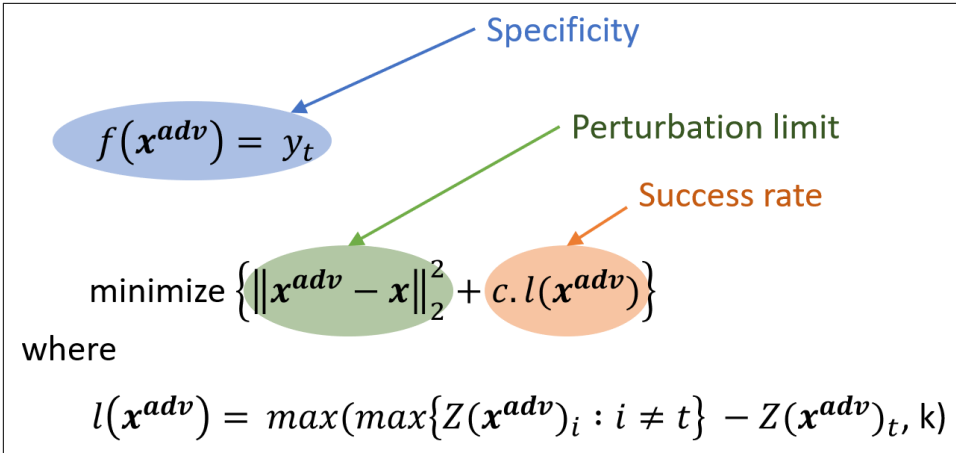 Specificity
f(x^adv) = y_t
Perturbation limit
Success rate
minimize {‖x^adv − x‖₂² + c. l(x^adv)}
where
l(x^adv) = max(max{Z(x^adv)_i : i ≠ t} − Z(x^adv)_t, k)